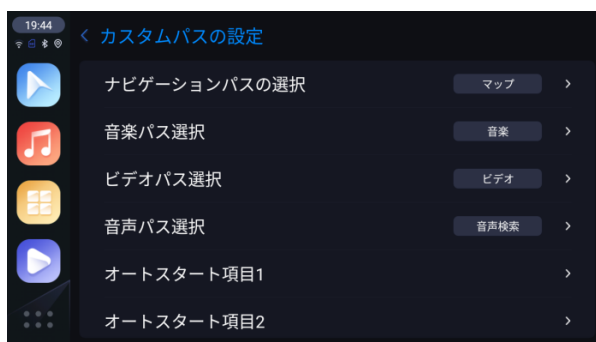 19:44
カスタムパスの設定
ナビゲーションパスの選択
マップ
音楽パス選択
音楽
ビデオパス選択
ビデオ
音声パス選択
音声検索
オートスタート項目1
オートスタート項目2